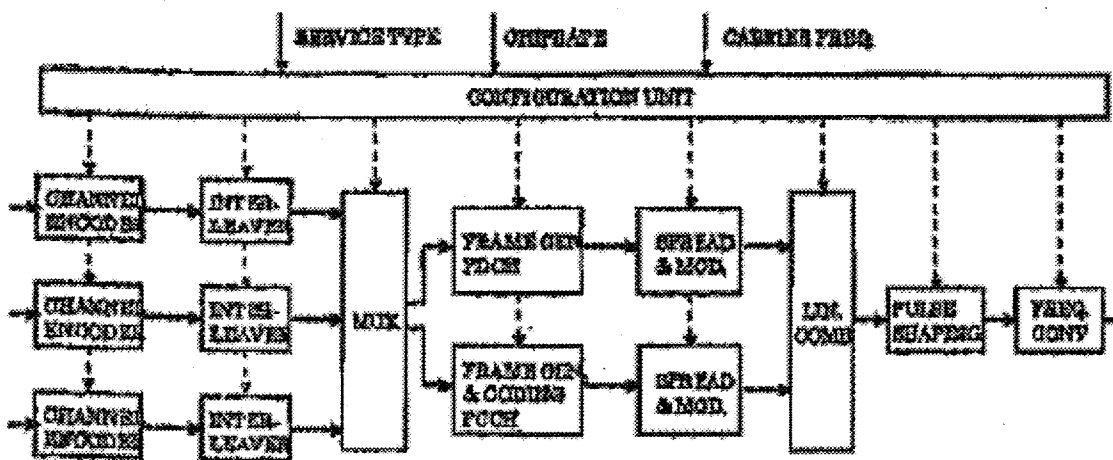 SERVICE TYPE
CHIPRATE
FREQ.
CONFIGURATION UNIT
CHANNEL
ENCODER
INTER-
LEAVER
CHANNEL
ENCODER
INTER-
LEAVER
CHANNEL
ENCODER
INTER-
LEAVER
MUX
FRAME GEN
PDCH
SPREAD
& MOD.
FRAME GEN
& CODING
PCCH
SPREAD
& MOD.
LIN.
COMB
PULSE
SHAPING
FREQ.
CONV